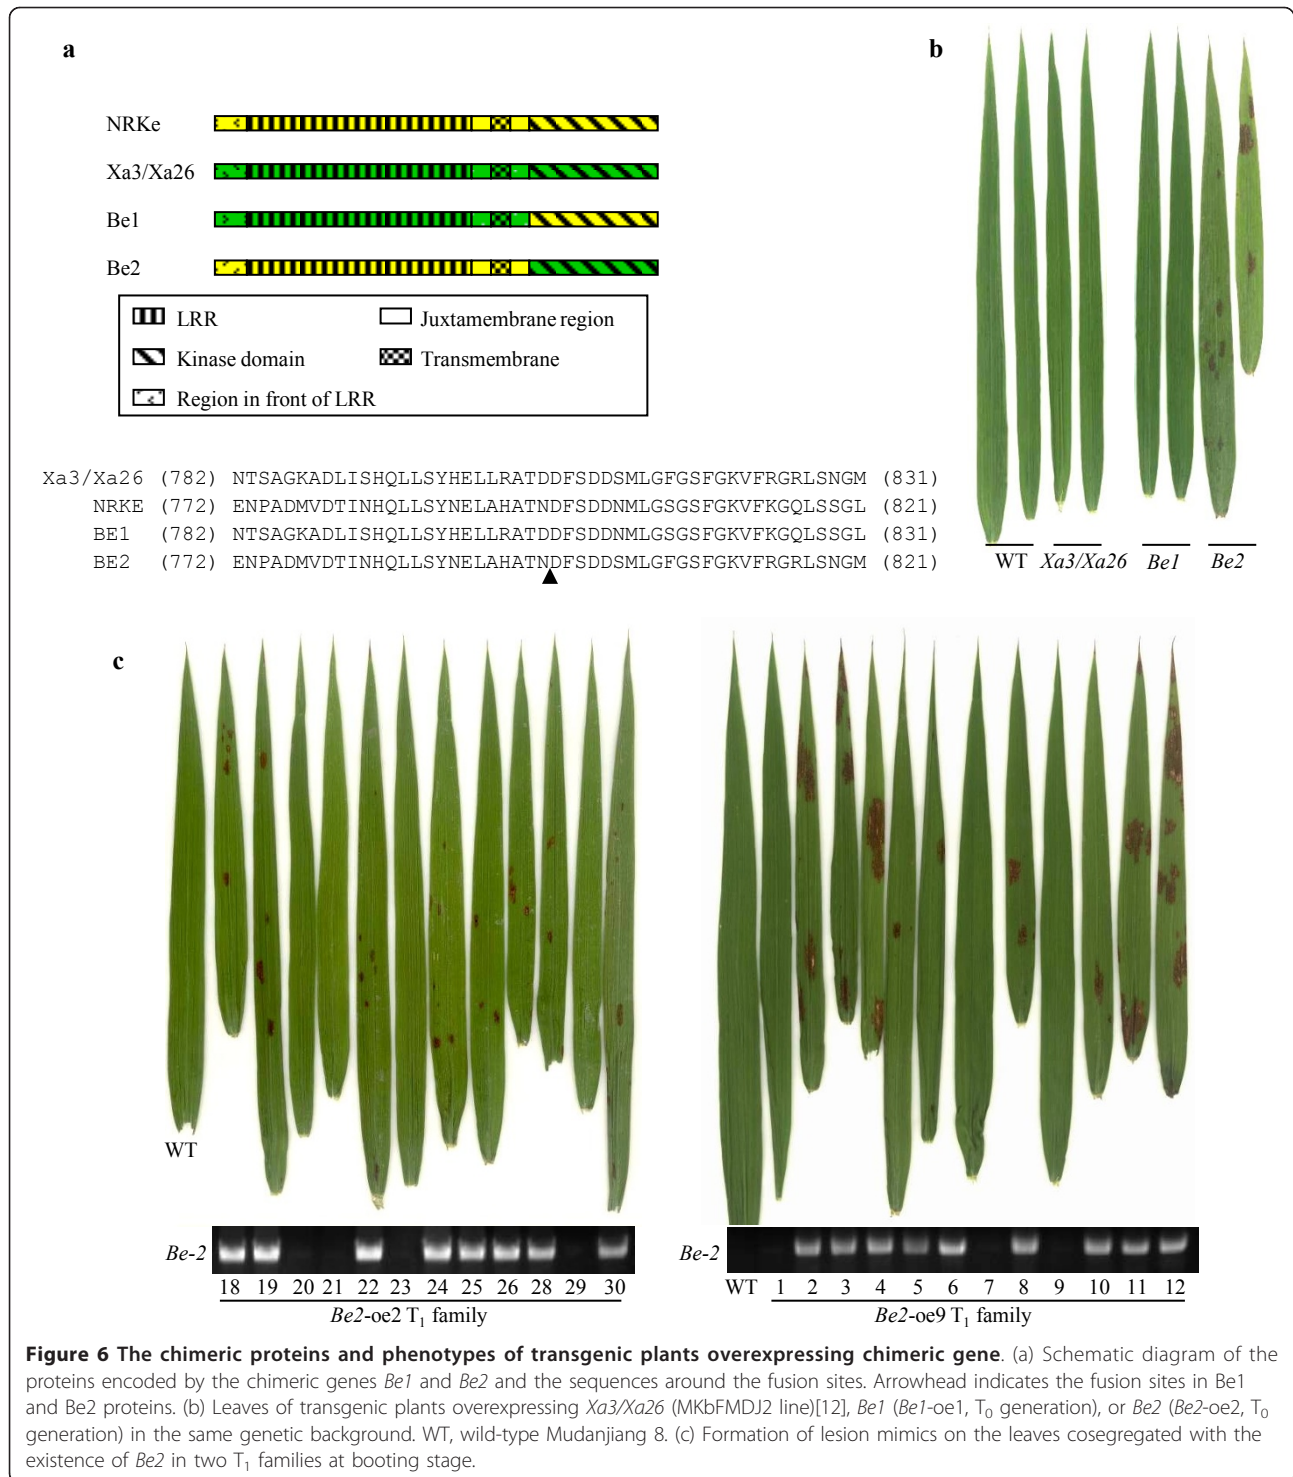 a
b
NRKe
Xa3/Xa26
Be1
Be2
LRR
Juxtamembrane region
Kinase domain
Transmembrane
Region in front of LRR
Xa3/Xa26 (782) NTSAGKADLISHQLLSYHELLRATDDFSDDSMLGFGSFGKVFRGRLSNGM (831)
NRKE (772) ENPADMVDTINHQLLSYNELAHATNDFSDDNMLGSGSFGKVFKGQLSSGL (821)
BE1 (782) NTSAGKADLISHQLLSYHELLRATDDFSDDNMLGSGSFGKVFKGQLSSGL (831)
BE2 (772) ENPADMVDTINHQLLSYNELAHATNDFSDDSMLGFGSFGKVFRGRLSNGM (821)
WT Xa3/Xa26 Be1 Be2
c
WT
Be-2
18 19 20 21 22 23 24 25 26 28 29 30
Be2-oe2 T1 family
Be-2
WT 1 2 3 4 5 6 7 8 9 10 11 12
Be2-oe9 T1 family
Figure 6 The chimeric proteins and phenotypes of transgenic plants overexpressing chimeric gene. (a) Schematic diagram of the
proteins encoded by the chimeric genes Be1 and Be2 and the sequences around the fusion sites. Arrowhead indicates the fusion sites in Be1
and Be2 proteins. (b) Leaves of transgenic plants overexpressing Xa3/Xa26 (MKbFMDJ2 line)[12], Be1 (Be1-oe1, T0 generation), or Be2 (Be2-oe2, T0
generation) in the same genetic background. WT, wild-type Mudanjiang 8. (c) Formation of lesion mimics on the leaves cosegregated with the
existence of Be2 in two T1 families at booting stage.